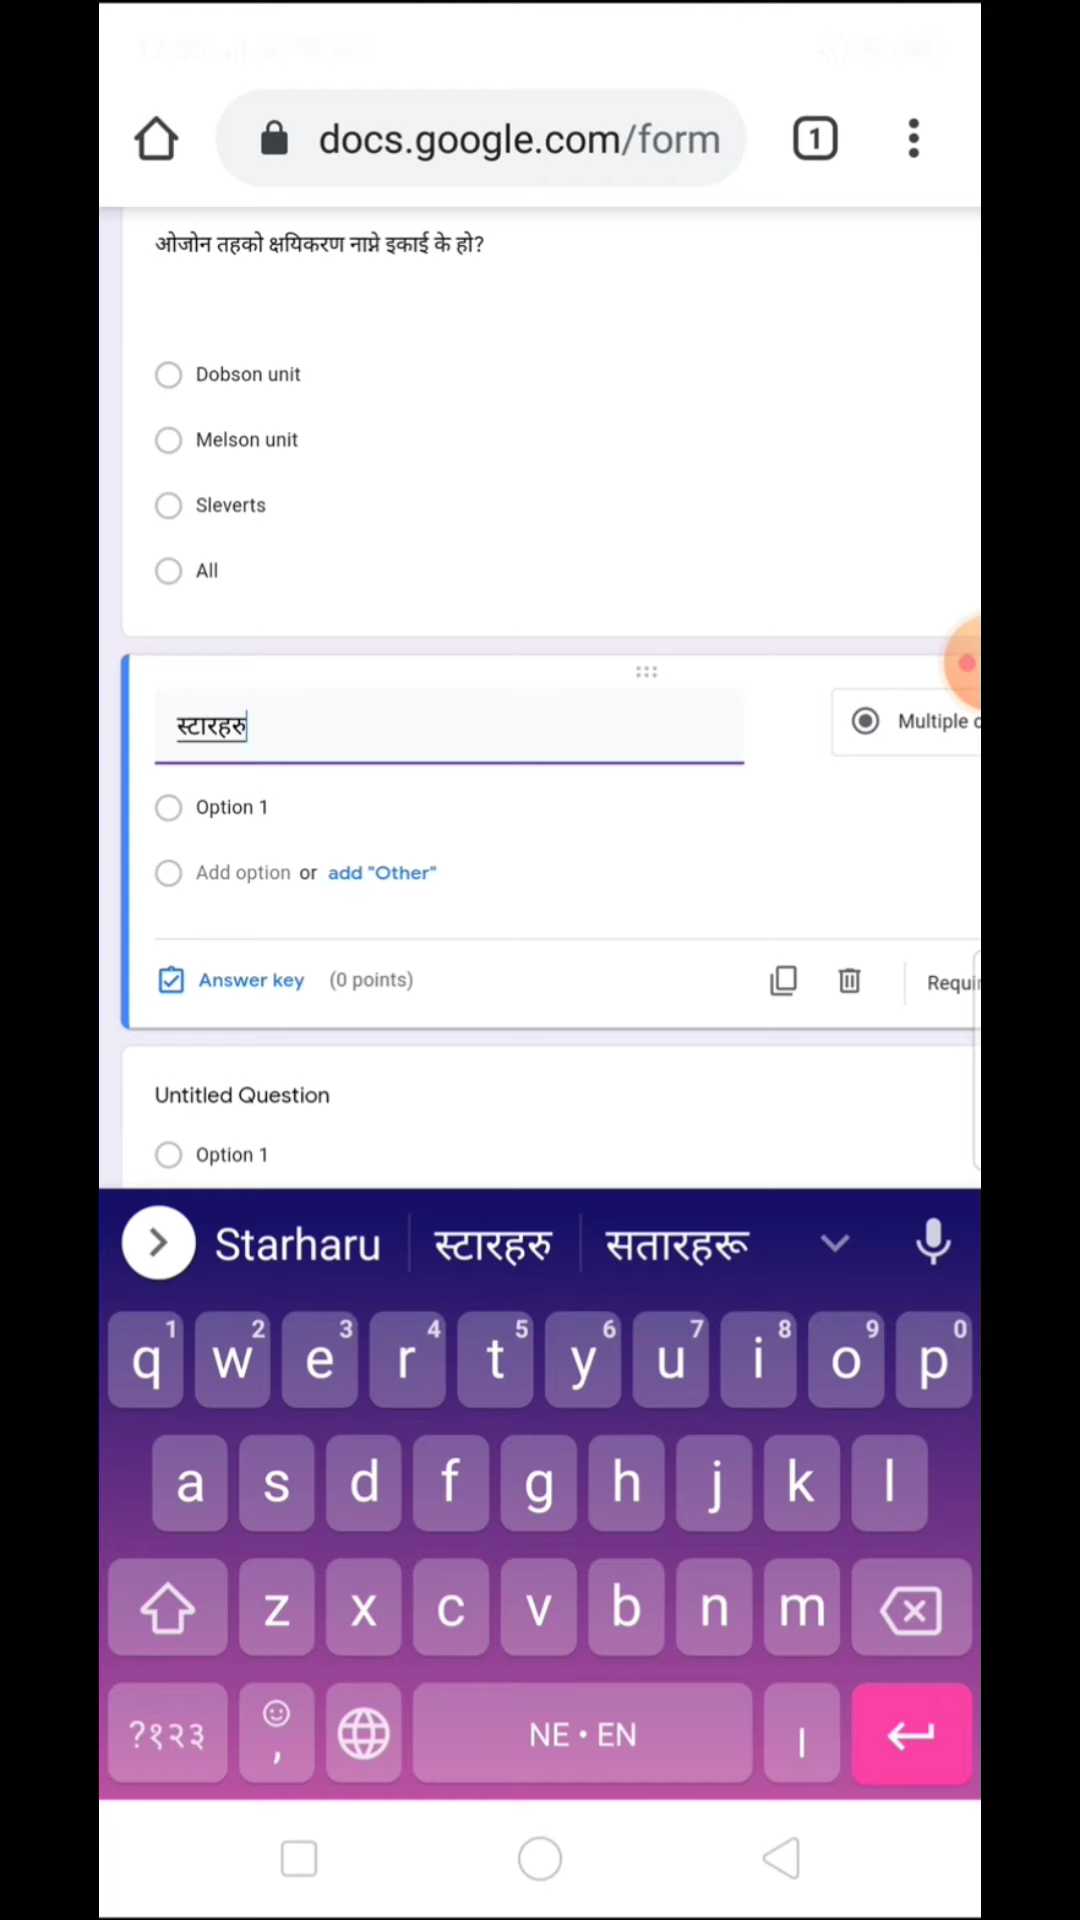 docs.google.com/form
1
ओजोन तहको क्षयिकरण नाप्ने इकाई के हो?
Dobson unit
Melson unit
Sleverts
All
स्टारहरु
Multiple c
Option 1
Add option or add "Other"
Answer key (0 points)
Requi
Untitled Question
Option 1
Starharu स्टारहरु सतारहरू
1 2 3 4 5 6 7 8 9 0
q w e r t y u i o p
a s d f g h j k l
z x c v b n m
?१२३ , NE • EN ।